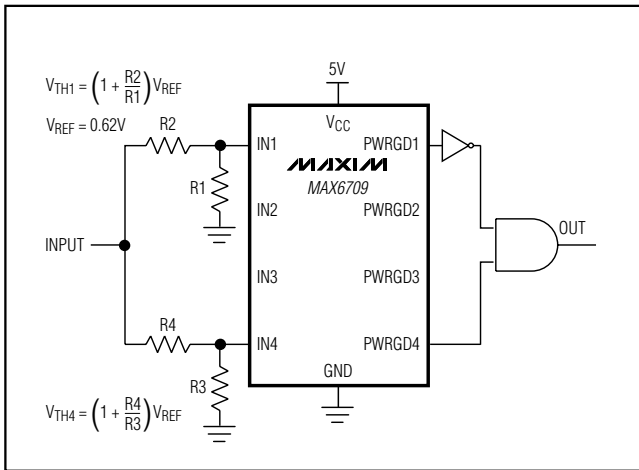 V_TH1 = (1 + R2/R1) V_REF
V_REF = 0.62V
5V
V_CC
R2
R1
INPUT
IN1
IN2
IN3
IN4
MAXIM
MAX6709
PWRGD1
PWRGD2
PWRGD3
PWRGD4
GND
OUT
R4
R3
V_TH4 = (1 + R4/R3) V_REF